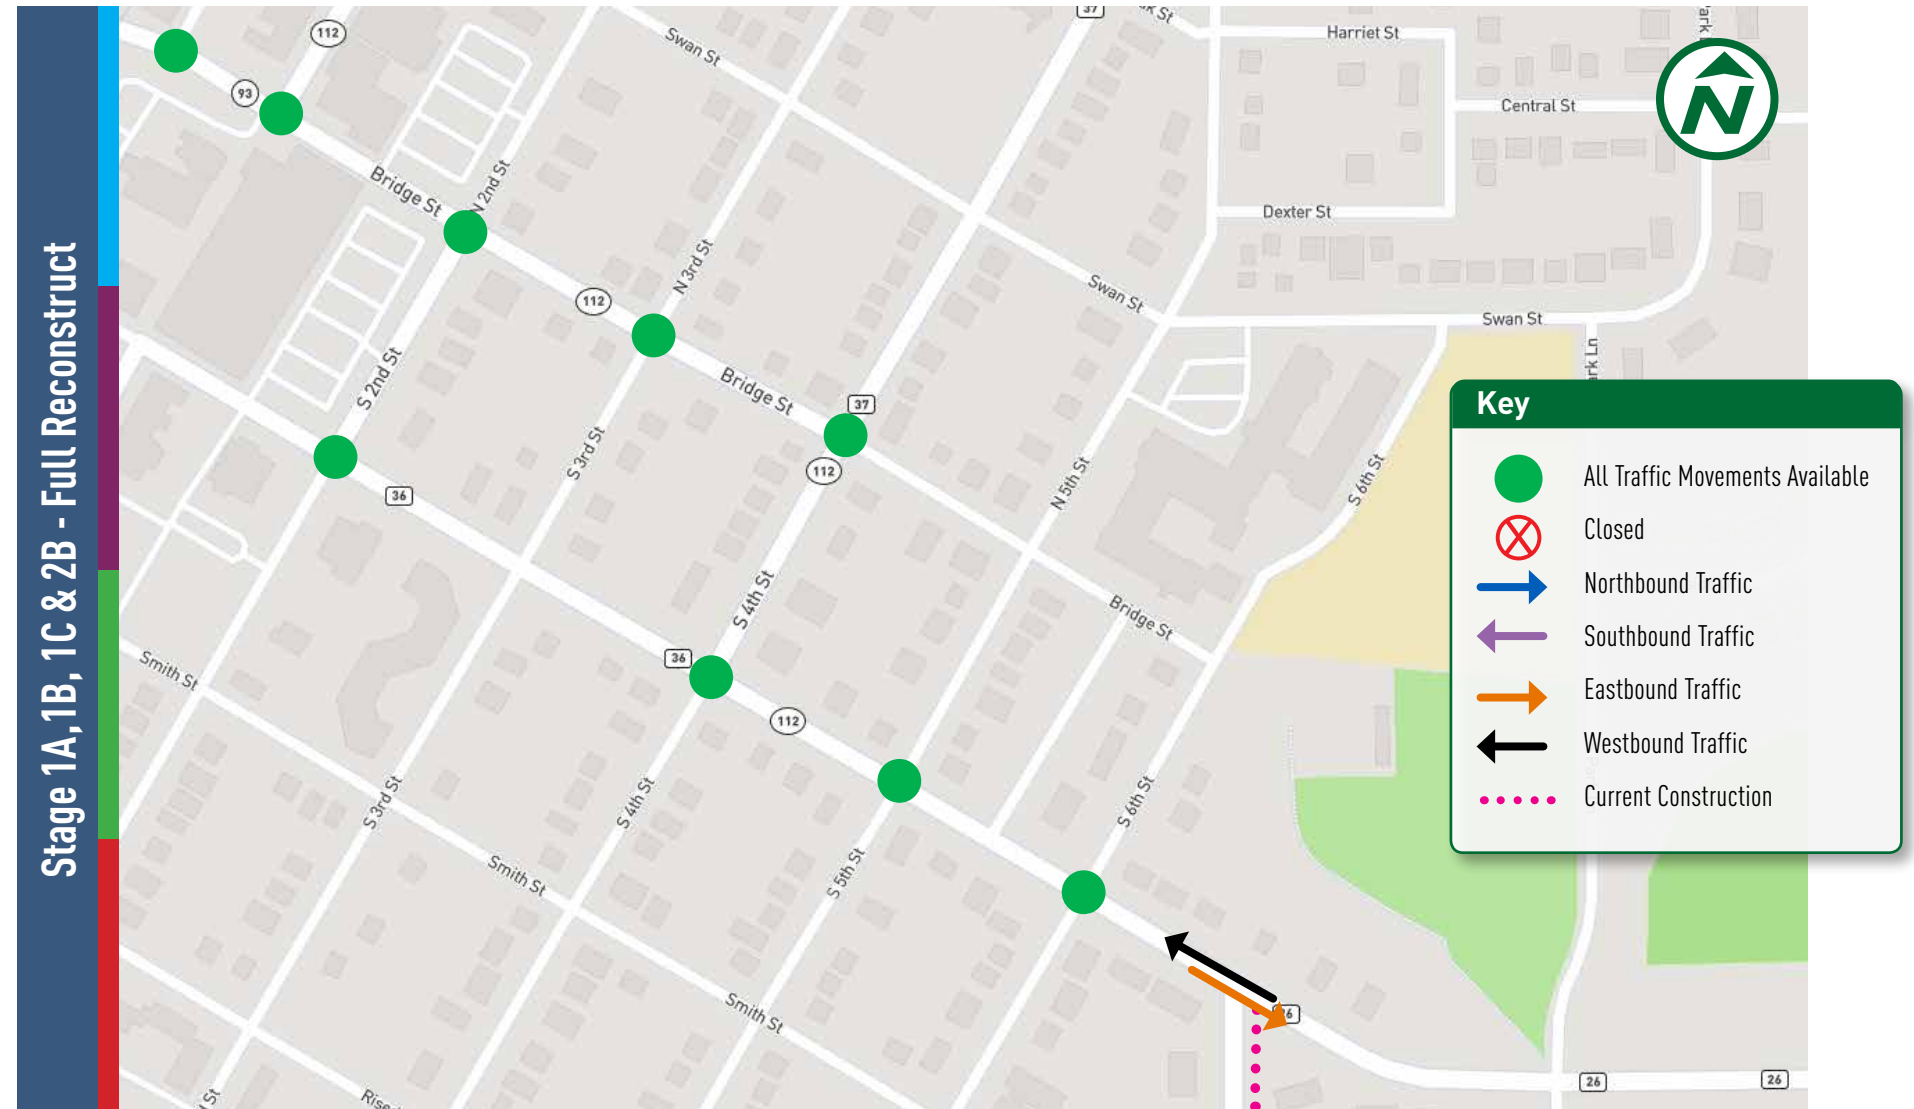 Stage 1A,1B, 1C & 2B - Full Reconstruct
112
37
Swan St
Harriet St
93
Central St
N
Bridge St
N 2nd St
Dexter St
N 3rd St
112
Swan St
Swan St
S 2nd St
Bridge St
37
112
S 3rd St
N 5th St
S 6th St
36
Key
All Traffic Movements Available
Closed
Northbound Traffic
Southbound Traffic
Eastbound Traffic
Westbound Traffic
Current Construction
S 4th St
Bridge St
36
Smith St
112
S 3rd St
S 4th St
S 6th St
S 5th St
Smith St
Smith St
26
26